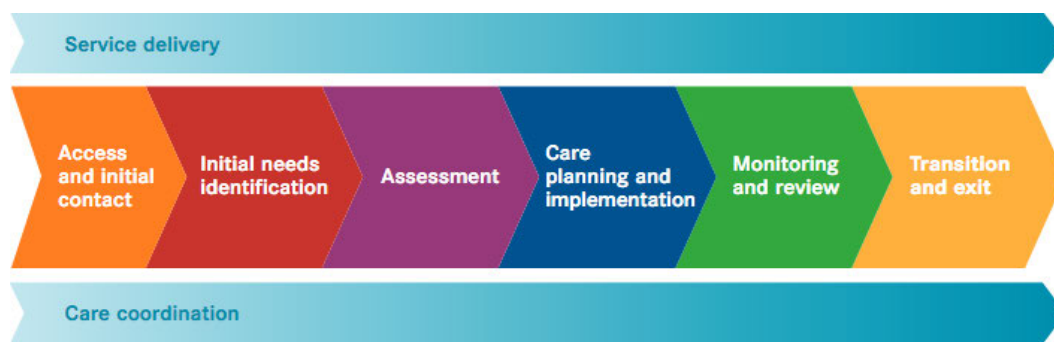 Service delivery
Access
and initial
contact
Initial needs
identification
Assessment
Care
planning and
implementation
Monitoring
and review
Transition
and exit
Care coordination